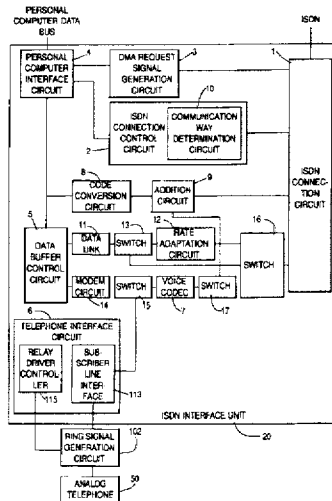 PERSONAL
COMPUTER DATA
BUS
ISDN
4
3
1
PERSONAL
COMPUTER
INTERFACE
CIRCUIT
DMA REQUEST
SIGNAL
GENERATION
CIRCUIT
10
ISDN
CONNECTION
CONTROL
CIRCUIT
2
COMMUNICATION
WAY
DETERMINATION
CIRCUIT
ISDN
CONNEC-
TION
CIRCUIT
8
CODE
CONVERSION
CIRCUIT
9
ADDITION
CIRCUIT
5
DATA
BUFFER
CONTROL
CIRCUIT
11
DATA LINK
13
SWITCH
12
RATE
ADAPTATION
CIRCUIT
16
SWITCH
MODEM
CIRCUIT
14
SWITCH
15
VOICE
CODEC
7
SWITCH
17
6
TELEPHONE INTERFACE
CIRCUIT
RELAY
DRIVER
CONTRO-
LLER
115
SUB-
SCRIBER
LINE
INTER
FACE
113
ISDN INTERFACE UNIT
20
RING SIGNAL
GENERATION
CIRCUIT
102
ANALOG
TELEPHONE
50